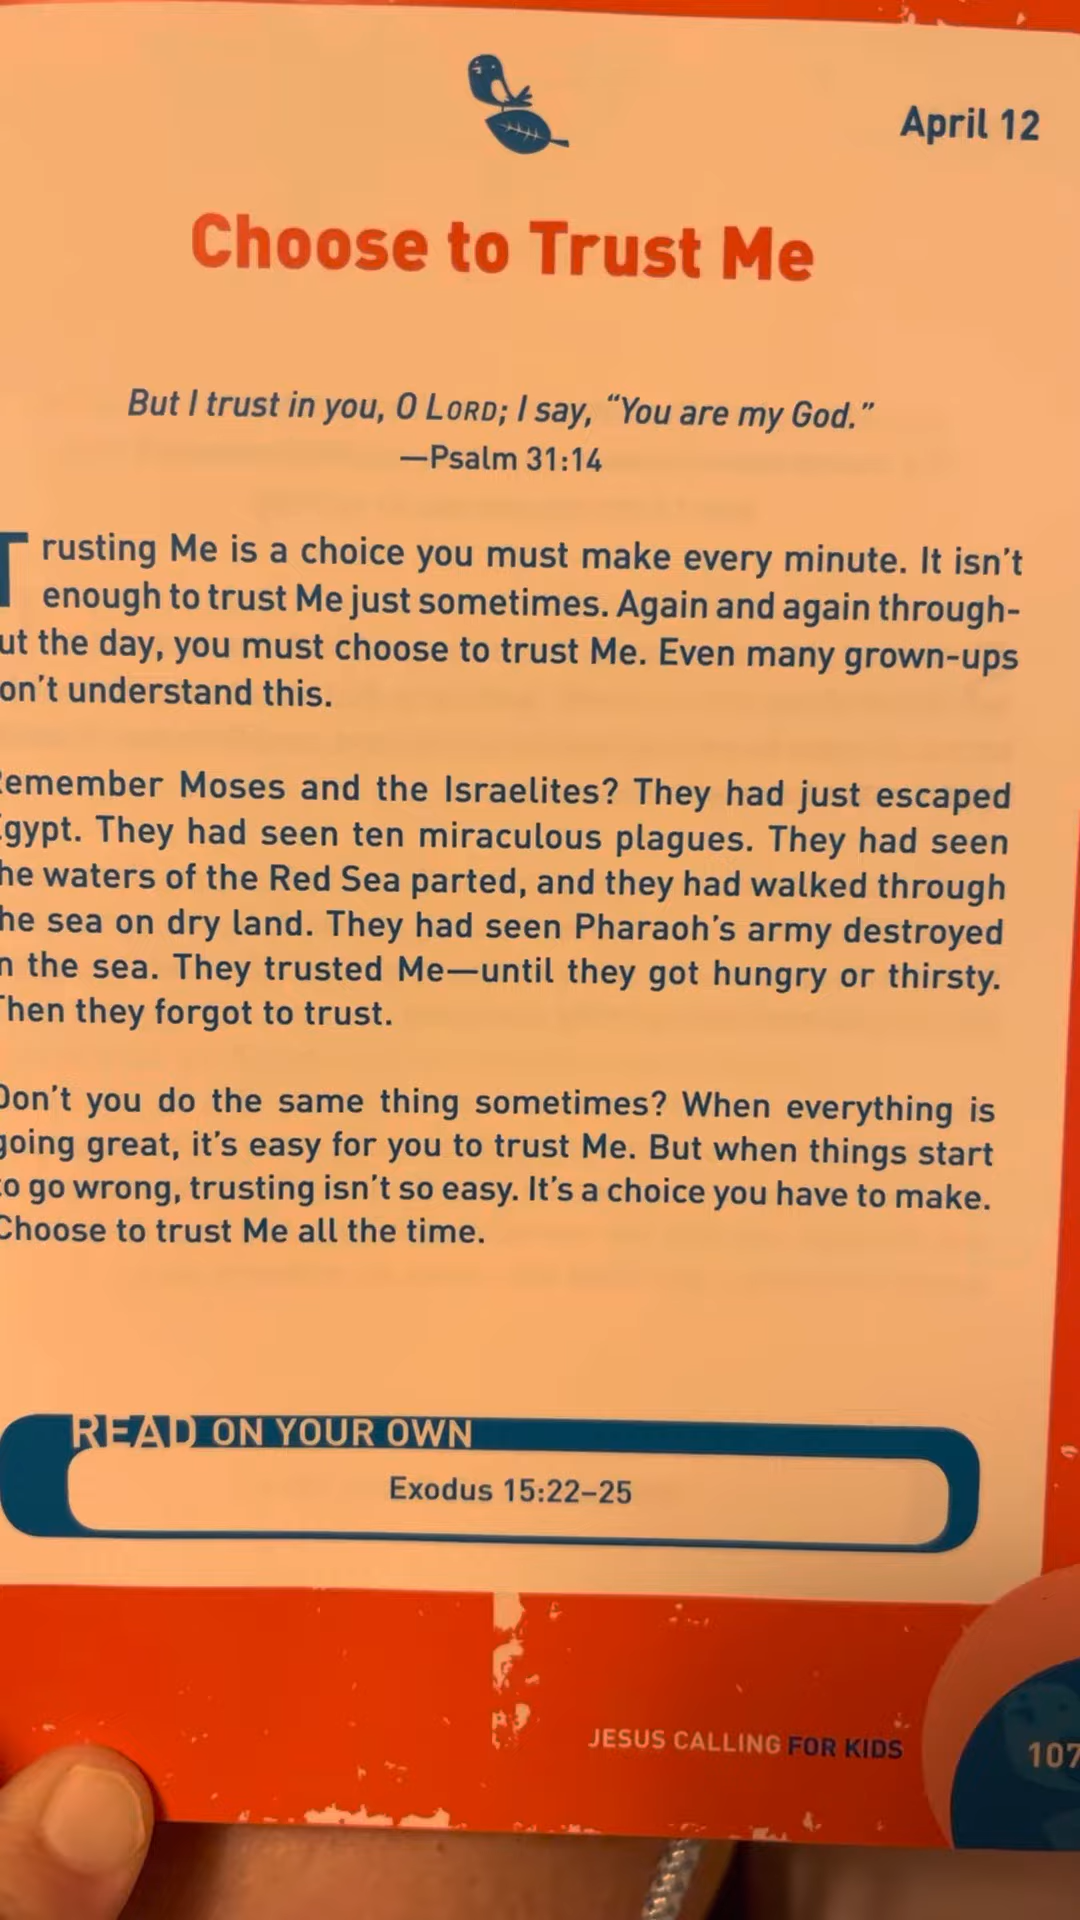 April 12
Choose to Trust Me
But I trust in you, O LORD; I say, “You are my God.”
—Psalm 31:14
Trusting Me is a choice you must make every minute. It isn’t
enough to trust Me just sometimes. Again and again through-
ut the day, you must choose to trust Me. Even many grown-ups
on’t understand this.
Remember Moses and the Israelites? They had just escaped
Egypt. They had seen ten miraculous plagues. They had seen
he waters of the Red Sea parted, and they had walked through
he sea on dry land. They had seen Pharaoh’s army destroyed
n the sea. They trusted Me—until they got hungry or thirsty.
Then they forgot to trust.
Don’t you do the same thing sometimes? When everything is
going great, it’s easy for you to trust Me. But when things start
to go wrong, trusting isn’t so easy. It’s a choice you have to make.
Choose to trust Me all the time.
READ ON YOUR OWN
Exodus 15:22–25
JESUS CALLING FOR KIDS
107